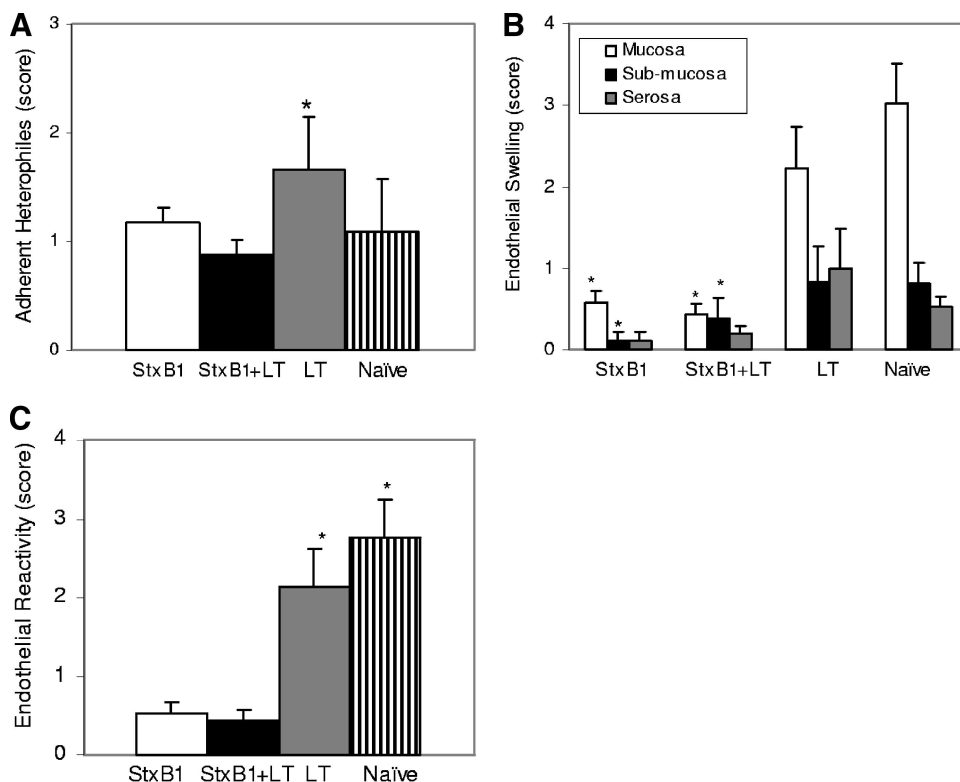 A
Adherent Heterophiles (score)
3
2
1
0
*
StxB1 StxB1+LT LT Naïve
B
Endothelial Swelling (score)
4
3
2
1
0
Mucosa
Sub-mucosa
Serosa
* * * *
StxB1 StxB1+LT LT Naïve
C
Endothelial Reactivity (score)
4
3
2
1
0
* *
StxB1 StxB1+LT LT Naïve